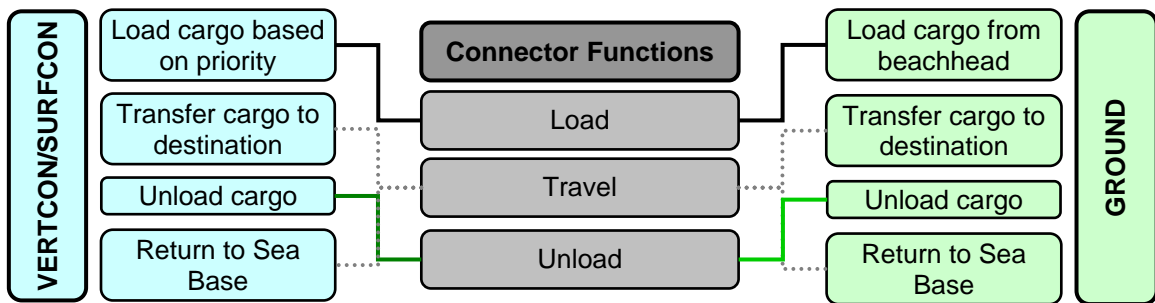 VERTCON/SURFCON
Load cargo based
on priority
Transfer cargo to
destination
Unload cargo
Return to Sea
Base
Connector Functions
Load
Travel
Unload
Load cargo from
beachhead
Transfer cargo to
destination
Unload cargo
Return to Sea
Base
GROUND